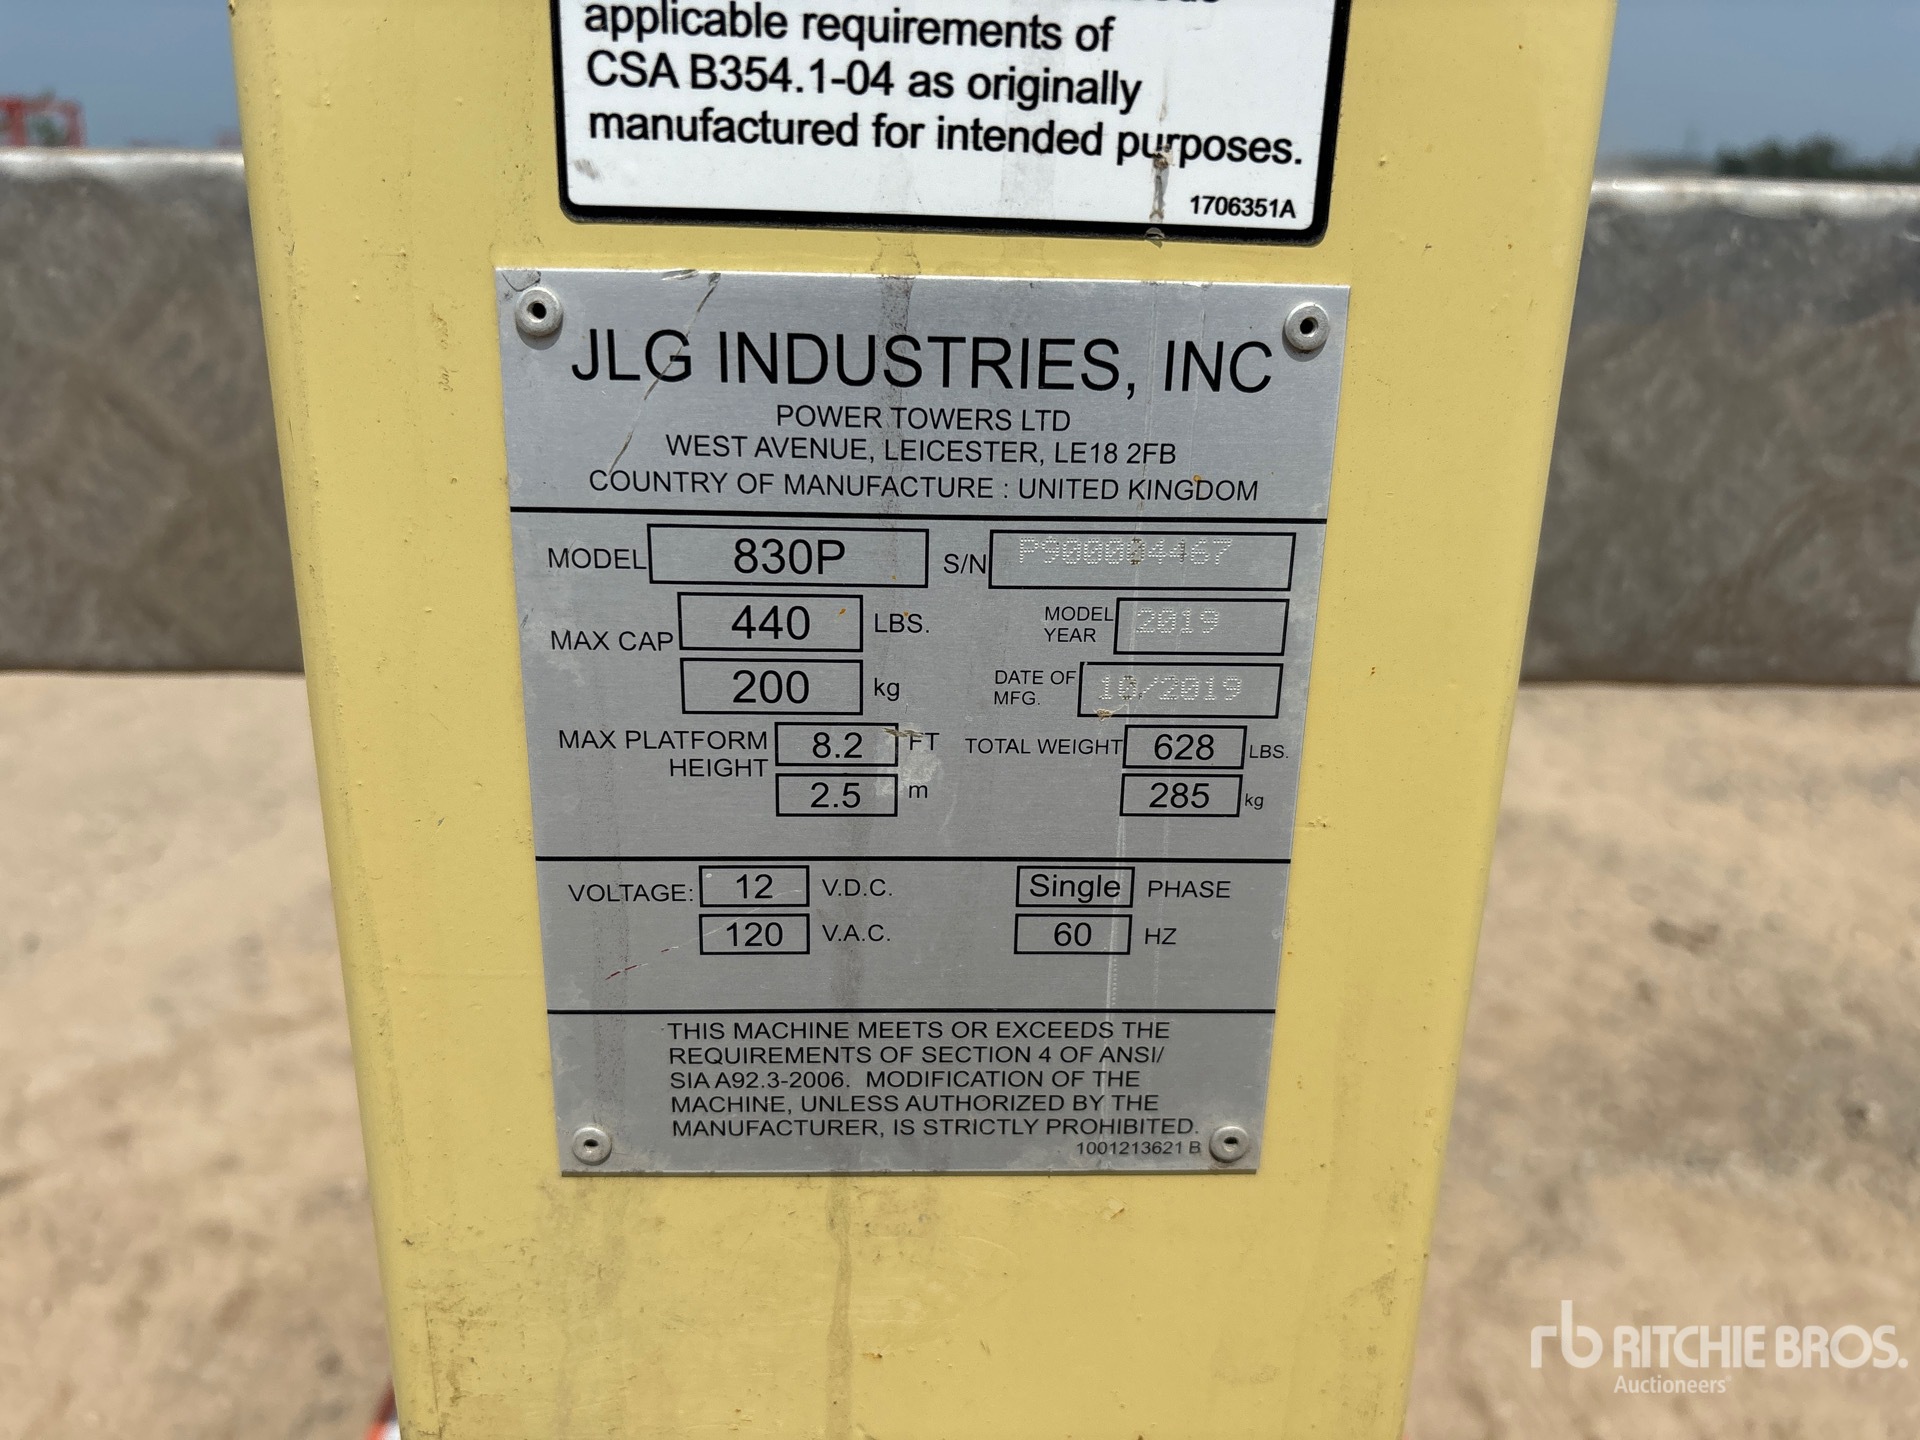 applicable requirements of
CSA B354.1-04 as originally
manufactured for intended purposes.
1706351A
JLG INDUSTRIES, INC
POWER TOWERS LTD
WEST AVENUE, LEICESTER, LE18 2FB
COUNTRY OF MANUFACTURE : UNITED KINGDOM
MODEL 830P S/N P900004467
MAX CAP 440 LBS. MODEL YEAR 2019
200 kg DATE OF MFG. 10/2019
MAX PLATFORM HEIGHT 8.2 FT TOTAL WEIGHT 628 LBS.
2.5 m 285 kg
VOLTAGE: 12 V.D.C. Single PHASE
120 V.A.C. 60 HZ
THIS MACHINE MEETS OR EXCEEDS THE
REQUIREMENTS OF SECTION 4 OF ANSI/
SIA A92.3-2006. MODIFICATION OF THE
MACHINE, UNLESS AUTHORIZED BY THE
MANUFACTURER, IS STRICTLY PROHIBITED.
1001213621 B
rb RITCHIE BROS.
Auctioneers